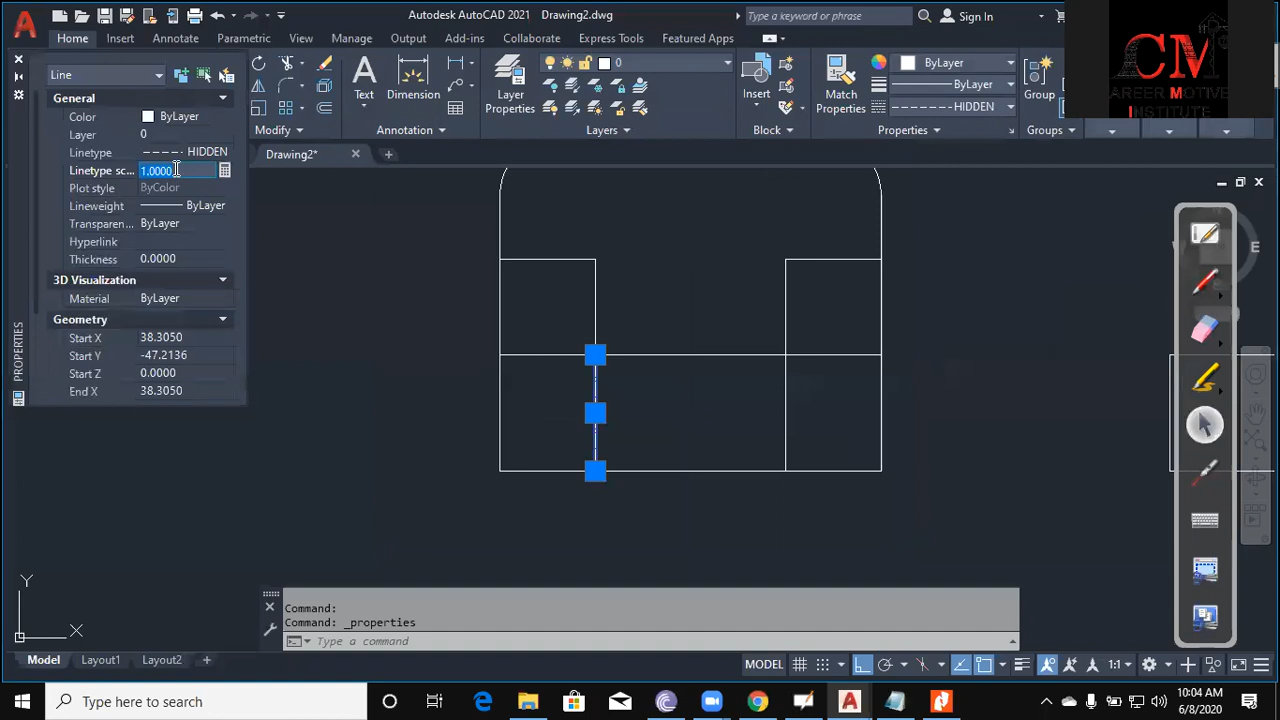 Autodesk AutoCAD 2021 Drawing2.dwg
Type a keyword or phrase
Sign In
Home
Insert
Annotate
Parametric
View
Manage
Output
Add-ins
Collaborate
Express Tools
Featured Apps
CM
AREER MOTIVE
INSTITUTE
Line
Text
Dimension
Layer
Properties
0
Insert
Match
Properties
ByLayer
ByLayer
HIDDEN
Group
Modify
Annotation
Layers
Block
Properties
Groups
Drawing2*
General
Color ByLayer
Layer 0
Linetype HIDDEN
Linetype sc... 1.0000
Plot style ByColor
Lineweight ByLayer
Transparen... ByLayer
Hyperlink
Thickness 0.0000
3D Visualization
Material ByLayer
Geometry
Start X 38.3050
Start Y -47.2136
Start Z 0.0000
End X 38.3050
PROPERTIES
W
E
Y
X
Command:
Command: _properties
Type a command
Model
Layout1
Layout2
MODEL
1:1
Type here to search
10:04 AM
6/8/2020